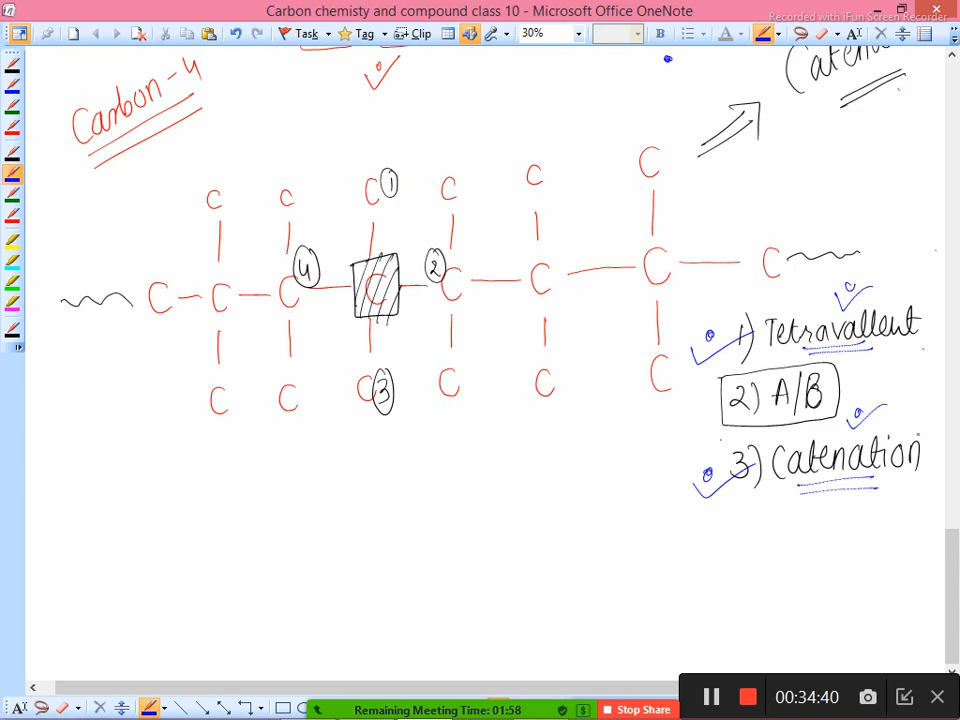 Carbon chemisty and compound class 10 - Microsoft OneNote
Recorded with iFun Screen Recorder
Task
Tag
Clip
30%
B
A
Carbon-4
C C C 1 C C C
C C 4 C C 2 C C C C
C C C 3 C C C
1) Tetravallent
2) A/B
3) Catenation
Remaining Meeting Time: 01:58
Stop Share
00:34:40